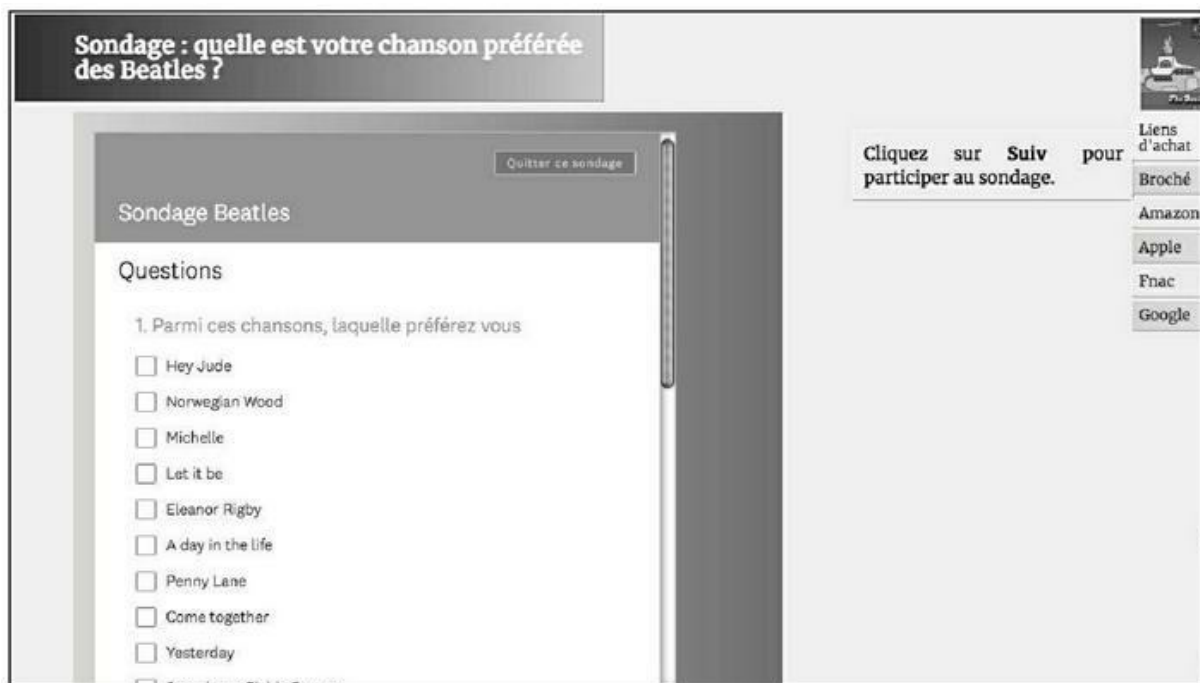 Sondage : quelle est votre chanson préférée
des Beatles ?
Quitter ce sondage
Sondage Beatles
Questions
1. Parmi ces chansons, laquelle préférez vous
Hey Jude
Norwegian Wood
Michelle
Let it be
Eleanor Rigby
A day in the life
Penny Lane
Come together
Yesterday
Cliquez sur Suiv pour
participer au sondage.
Liens
d'achat
Broché
Amazon
Apple
Fnac
Google